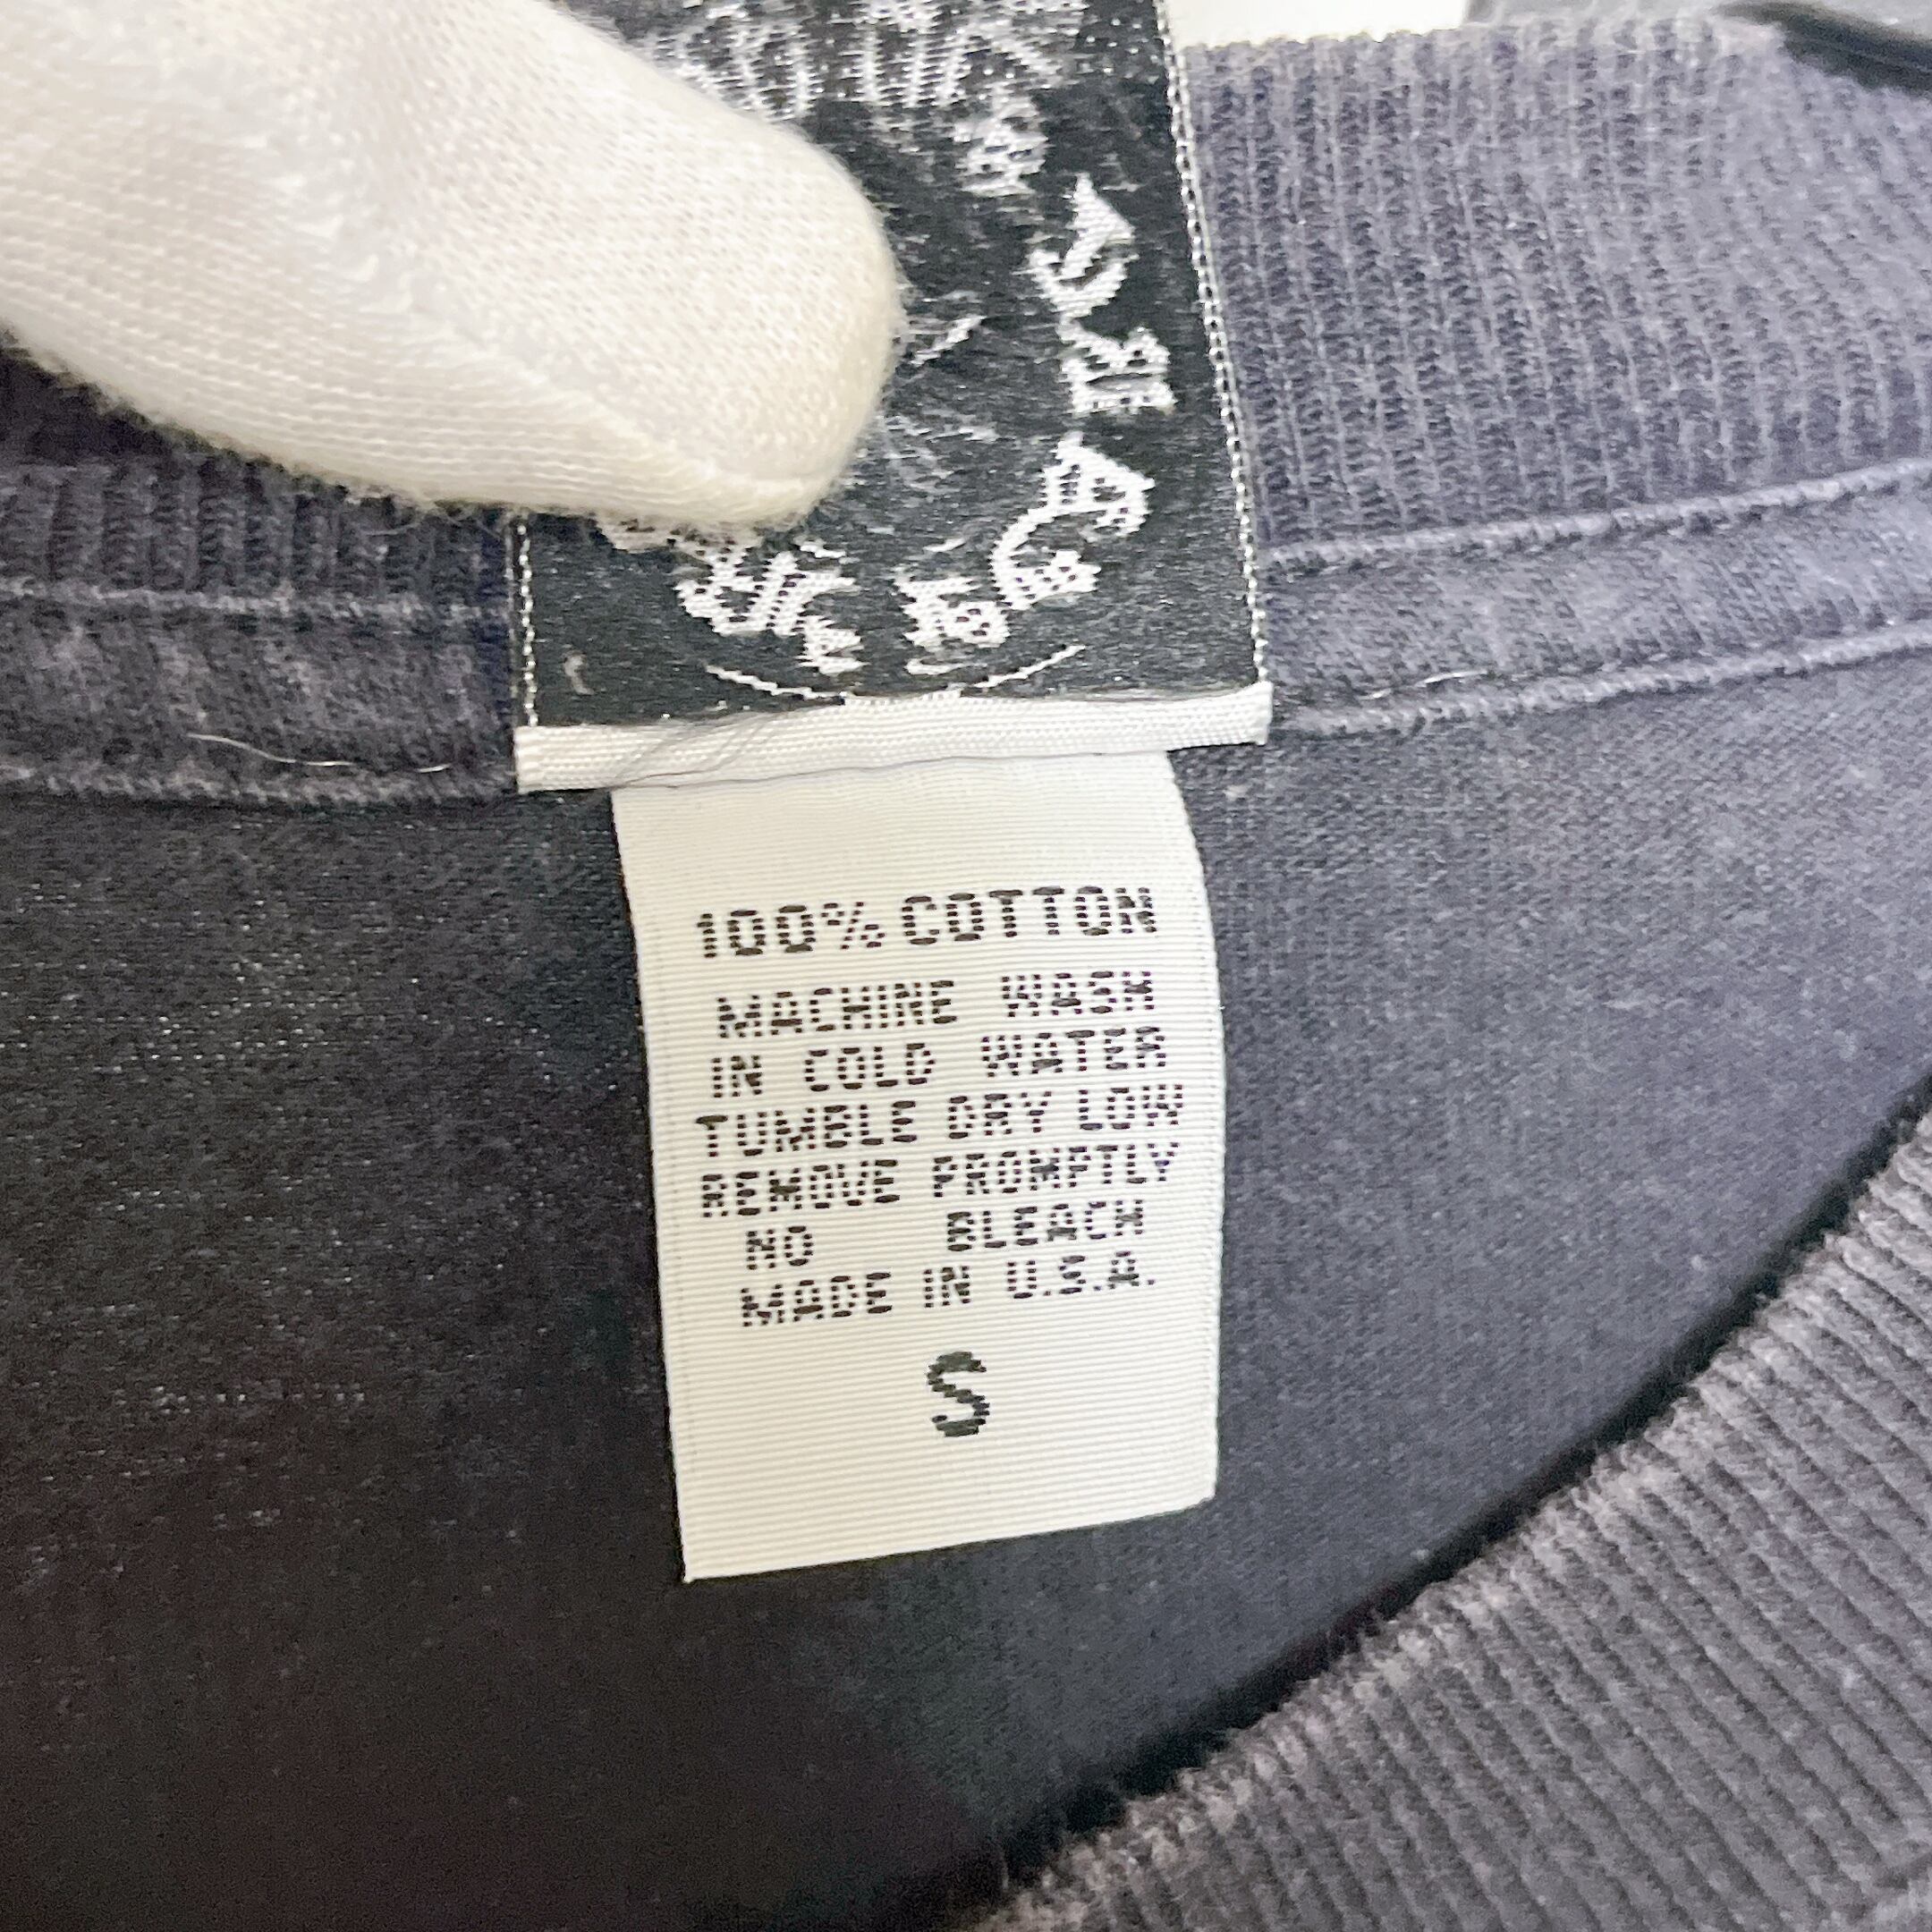 100% COTTON
MACHINE WASH
IN COLD WATER
TUMBLE DRY LOW
REMOVE PROMPTLY
NO BLEACH
MADE IN U.S.A.
S